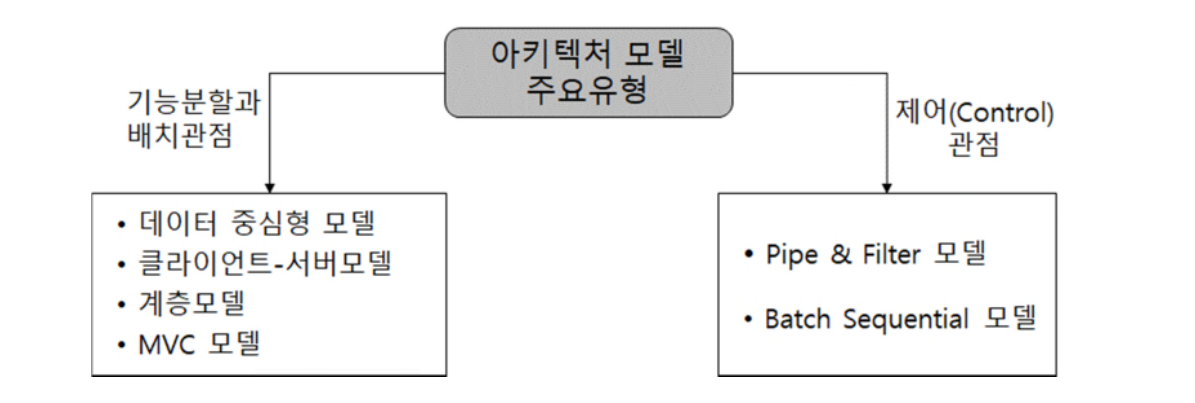 아키텍처 모델
주요유형
기능분할과
배치관점
제어(Control)
관점
• 데이터 중심형 모델
• 클라이언트-서버모델
• 계층모델
• MVC 모델
• Pipe & Filter 모델
• Batch Sequential 모델